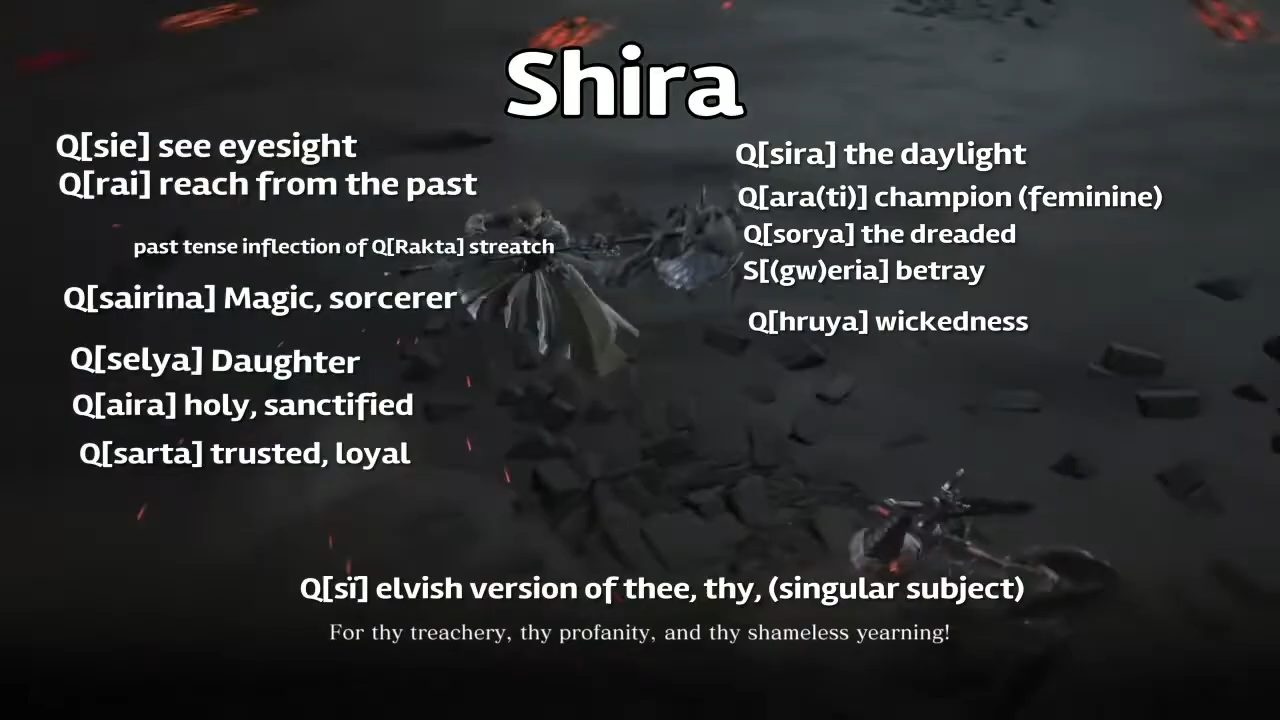 Shira
Q[sie] see eyesight
Q[rai] reach from the past
past tense inflection of Q[Rakta] streatch
Q[sairina] Magic, sorcerer
Q[selya] Daughter
Q[aira] holy, sanctified
Q[sarta] trusted, loyal
Q[sira] the daylight
Q[ara(ti)] champion (feminine)
Q[sorya] the dreaded
S[(gw)eria] betray
Q[hruya] wickedness
Q[sï] elvish version of thee, thy, (singular subject)
For thy treachery, thy profanity, and thy shameless yearning!